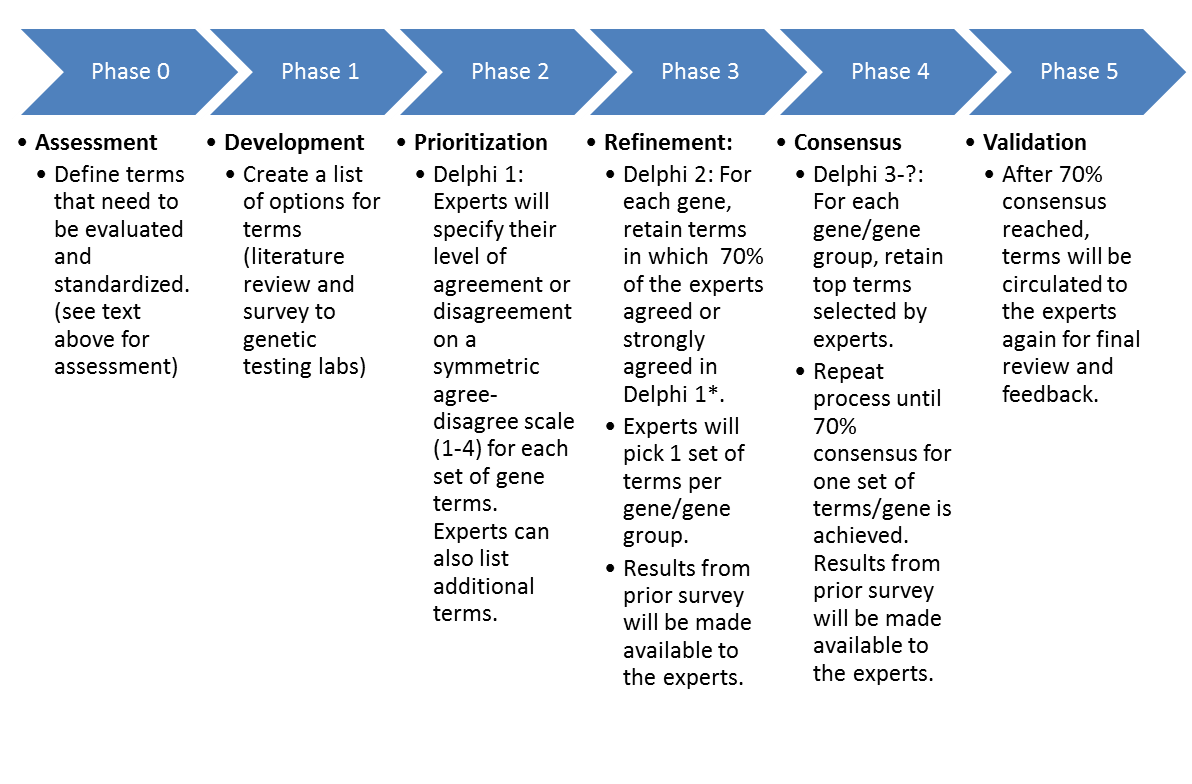 Phase 0
Phase 1
Phase 2
Phase 3
Phase 4
Phase 5
• Assessment
• Define terms
that need to
be evaluated
and
standardized.
(see text
above for
assessment)
• Development
• Create a list
of options for
terms
(literature
review and
survey to
genetic
testing labs)
• Prioritization
• Delphi 1:
Experts will
specify their
level of
agreement or
disagreement
on a
symmetric
agree-
disagree scale
(1-4) for each
set of gene
terms.
Experts can
also list
additional
terms.
• Refinement:
• Delphi 2: For
each gene,
retain terms
in which 70%
of the experts
agreed or
strongly
agreed in
Delphi 1*.
• Experts will
pick 1 set of
terms per
gene/gene
group.
• Results from
prior survey
will be made
available to
the experts.
• Consensus
• Delphi 3-?:
For each
gene/gene
group, retain
top terms
selected by
experts.
• Repeat
process until
70%
consensus for
one set of
terms/gene is
achieved.
Results from
prior survey
will be made
available to
the experts.
• Validation
• After 70%
consensus
reached,
terms will be
circulated to
the experts
again for final
review and
feedback.